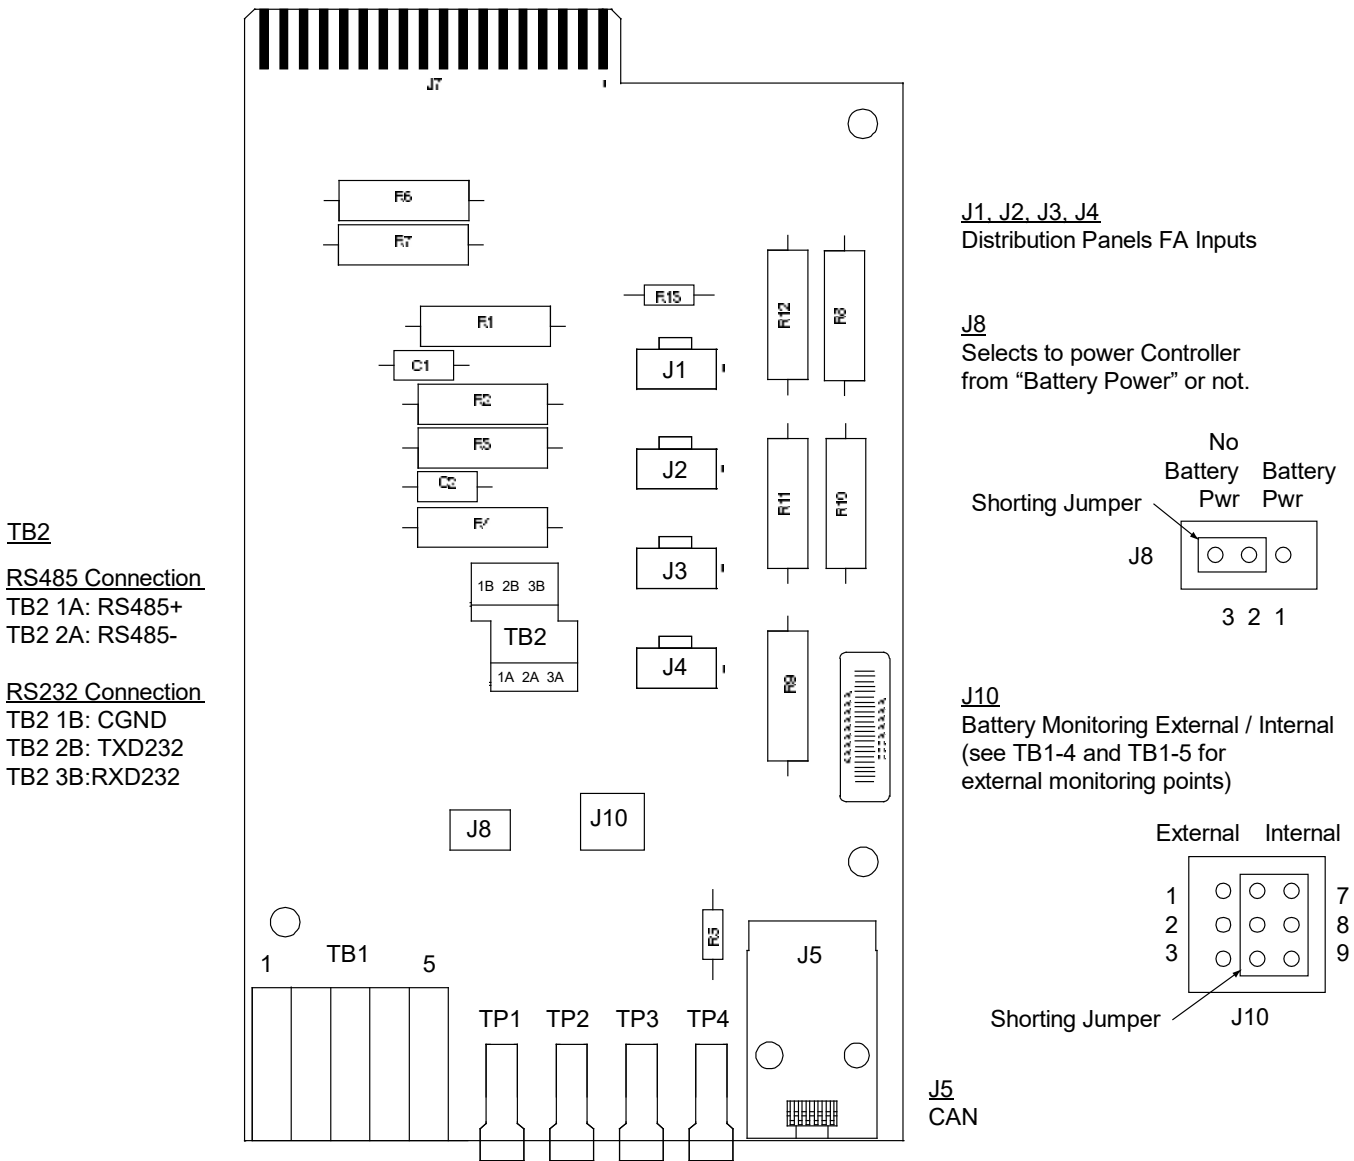 J7
R6
R7
R15
R12
R8
R1
C1
J1
R2
R3
J2
C2
R11
R10
R4
J3
1B 2B 3B
TB2
1A 2A 3A
J4
R9
J8
J10
R5
TB1
1
5
J5
TP1
TP2
TP3
TP4
TB2
RS485 Connection
TB2 1A: RS485+
TB2 2A: RS485-
RS232 Connection
TB2 1B: CGND
TB2 2B: TXD232
TB2 3B:RXD232
J1, J2, J3, J4
Distribution Panels FA Inputs
J8
Selects to power Controller
from “Battery Power” or not.
No
Battery Battery
Pwr Pwr
Shorting Jumper
J8
3 2 1
J10
Battery Monitoring External / Internal
(see TB1-4 and TB1-5 for
external monitoring points)
External Internal
1 7
2 8
3 9
Shorting Jumper
J10
J5
CAN